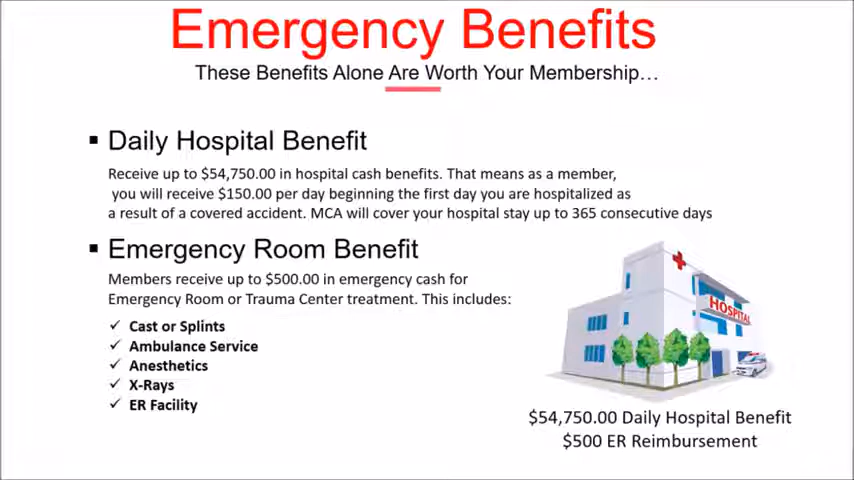 Emergency Benefits
These Benefits Alone Are Worth Your Membership…
▪ Daily Hospital Benefit
Receive up to $54,750.00 in hospital cash benefits. That means as a member,
you will receive $150.00 per day beginning the first day you are hospitalized as
a result of a covered accident. MCA will cover your hospital stay up to 365 consecutive days
▪ Emergency Room Benefit
Members receive up to $500.00 in emergency cash for
Emergency Room or Trauma Center treatment. This includes:
✓ Cast or Splints
✓ Ambulance Service
✓ Anesthetics
✓ X-Rays
✓ ER Facility
HOSPITAL
$54,750.00 Daily Hospital Benefit
$500 ER Reimbursement